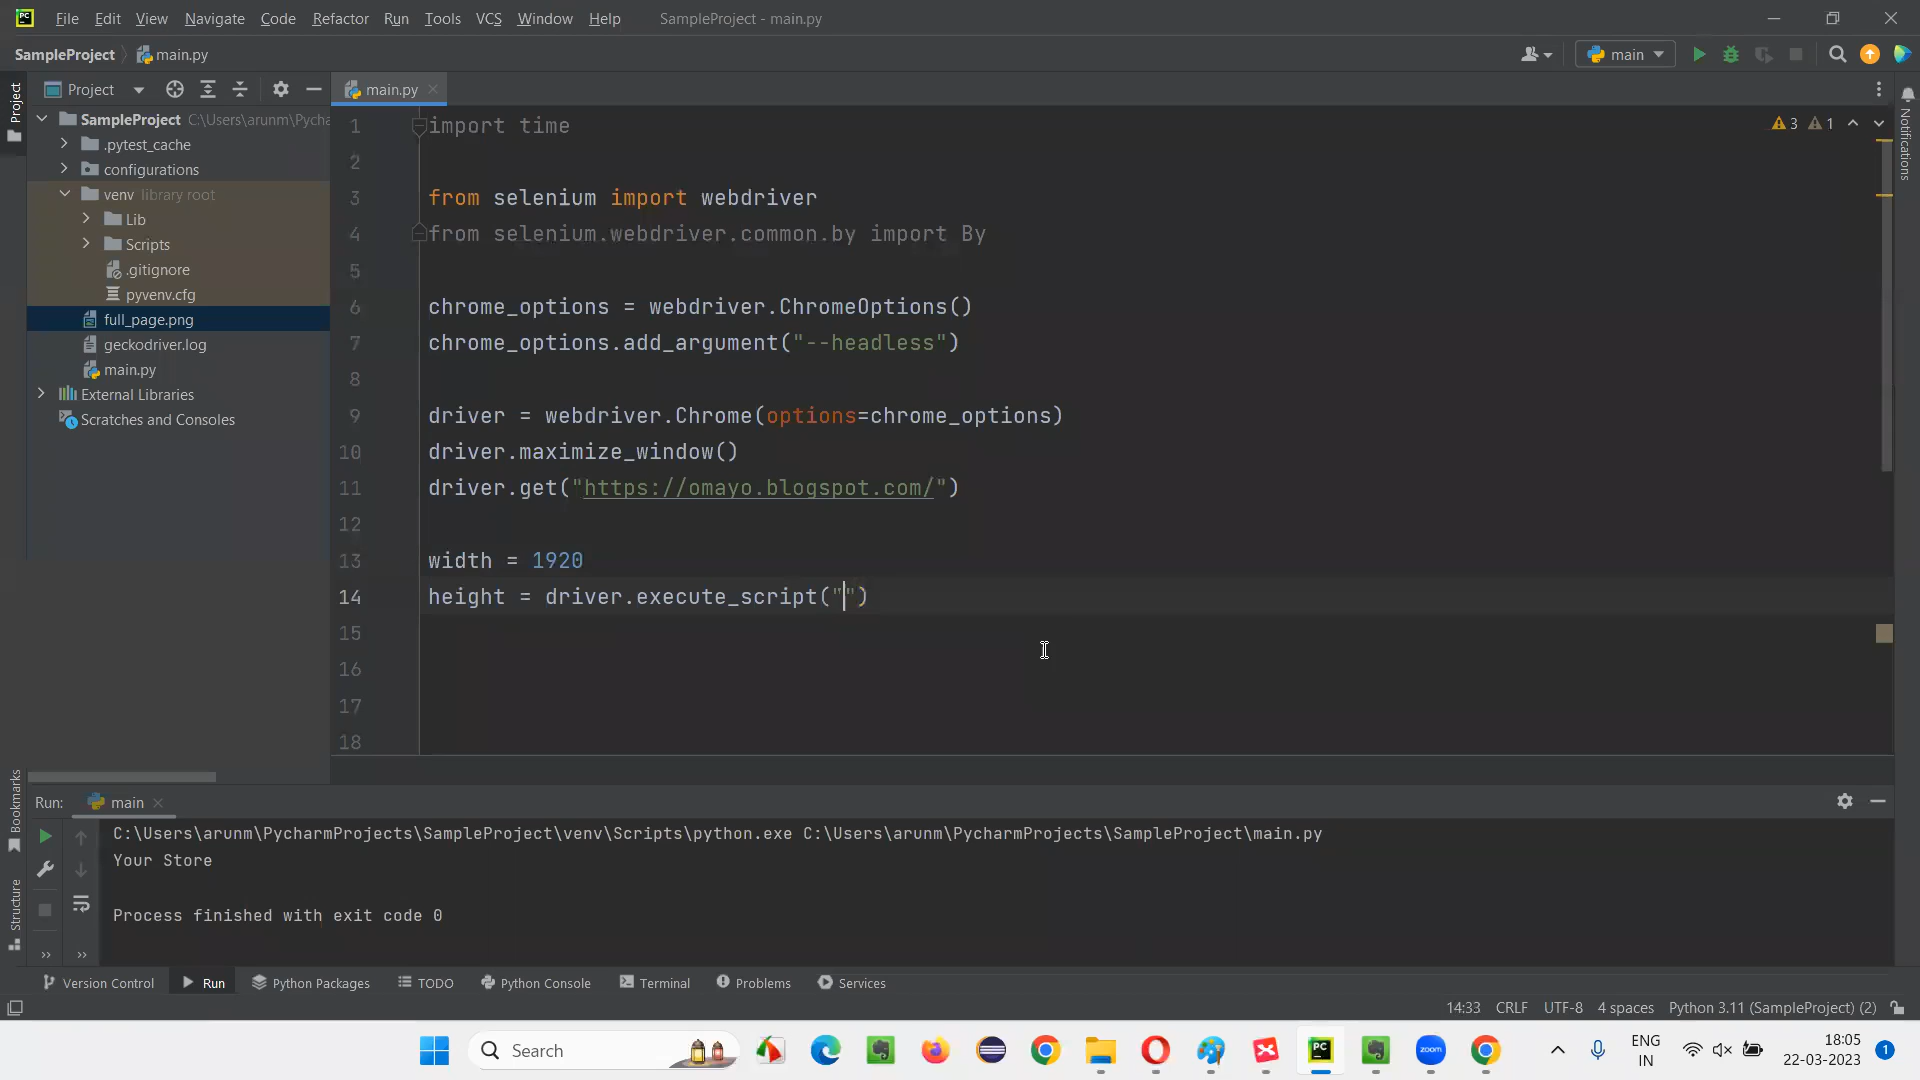 File Edit View Navigate Code Refactor Run Tools VCS Window Help SampleProject - main.py
SampleProject main.py main
Project main.py
Project
Notifications
SampleProject C:\Users\arunm\Pycha
.pytest_cache
configurations
venv library root
Lib
Scripts
.gitignore
pyvenv.cfg
full_page.png
geckodriver.log
main.py
External Libraries
Scratches and Consoles
3 1
1 import time
2
3 from selenium import webdriver
4 from selenium.webdriver.common.by import By
5
6 chrome_options = webdriver.ChromeOptions()
7 chrome_options.add_argument("--headless")
8
9 driver = webdriver.Chrome(options=chrome_options)
10 driver.maximize_window()
11 driver.get("https://omayo.blogspot.com/")
12
13 width = 1920
14 height = driver.execute_script("")
15
16
17
18
Bookmarks
Structure
Run: main
C:\Users\arunm\PycharmProjects\SampleProject\venv\Scripts\python.exe C:\Users\arunm\PycharmProjects\SampleProject\main.py
Your Store
Process finished with exit code 0
Version Control Run Python Packages TODO Python Console Terminal Problems Services
14:33 CRLF UTF-8 4 spaces Python 3.11 (SampleProject) (2)
Search zoom ENG 18:05
IN 22-03-2023 1